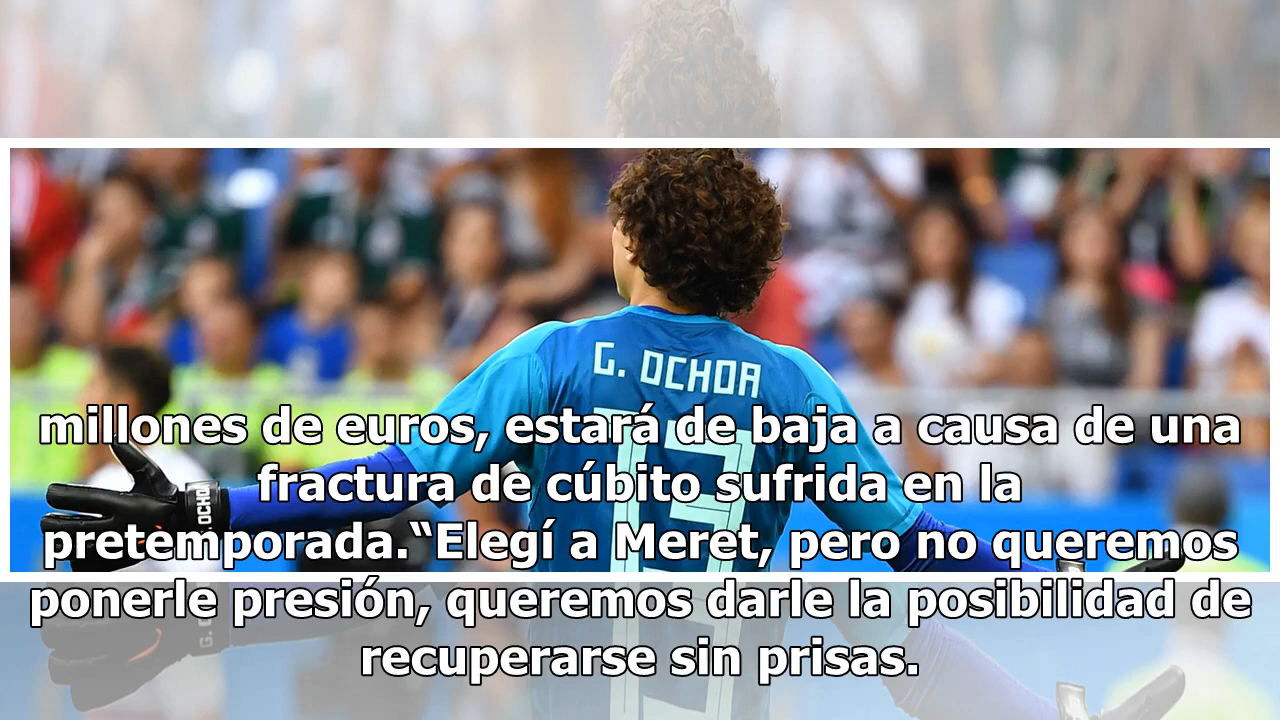 G. OCHOA
13
millones de euros, estará de baja a causa de una
fractura de cúbito sufrida en la
pretemporada.“Elegí a Meret, pero no queremos
ponerle presión, queremos darle la posibilidad de
recuperarse sin prisas.